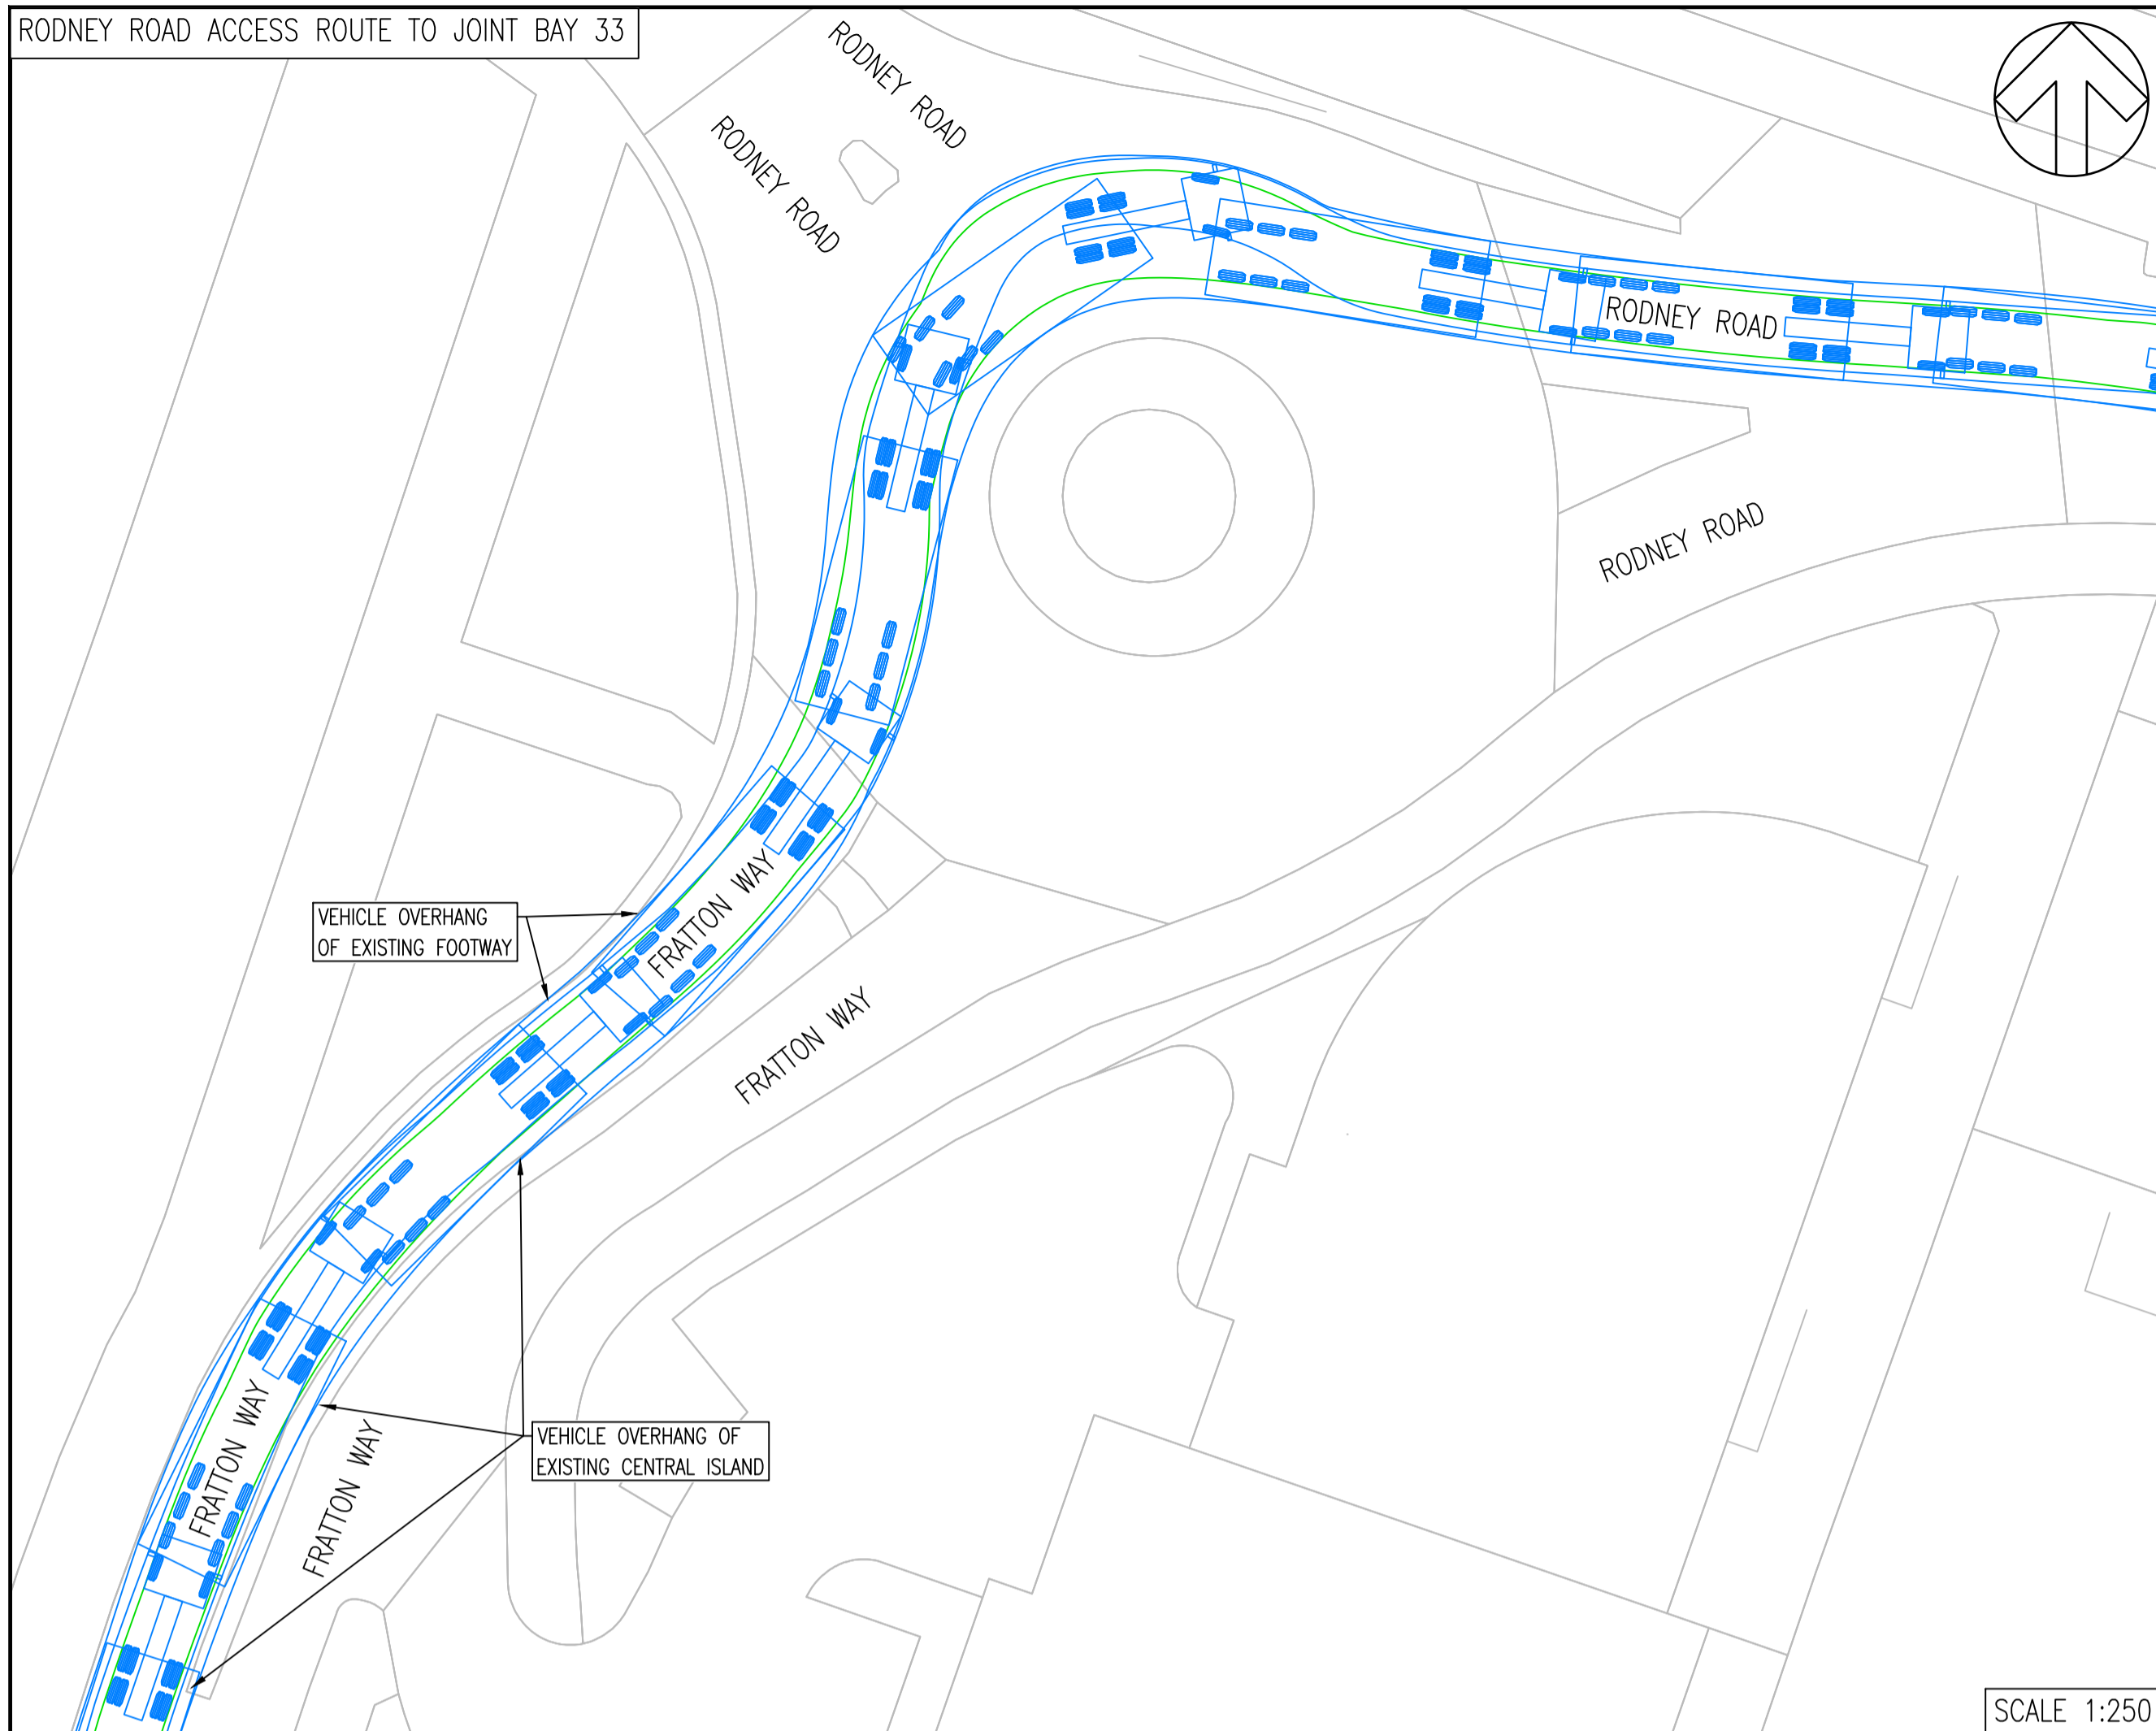 RODNEY ROAD ACCESS ROUTE TO JOINT BAY 33
RODNEY ROAD
RODNEY ROAD
RODNEY ROAD
RODNEY ROAD
VEHICLE OVERHANG
OF EXISTING FOOTWAY
FRATTON WAY
FRATTON WAY
FRATTON WAY
FRATTON WAY
VEHICLE OVERHANG OF
EXISTING CENTRAL ISLAND
SCALE 1:250